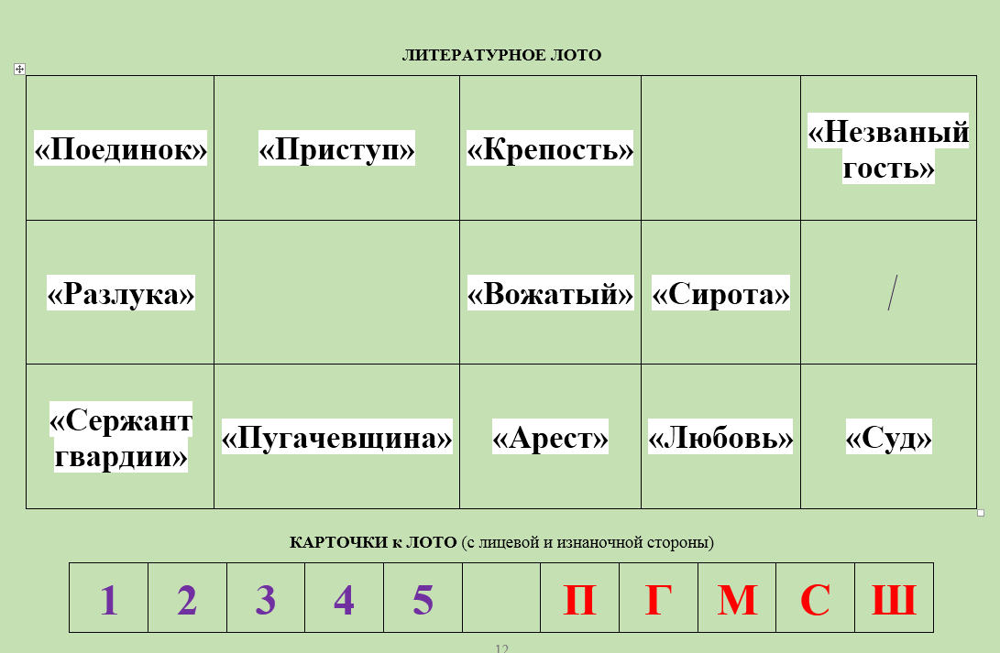 ЛИТЕРАТУРНОЕ ЛОТО
«Поединок» «Приступ» «Крепость» «Незваный
гость»
«Разлука» «Вожатый» «Сирота» /
«Сержант
гвардии» «Пугачевщина» «Арест» «Любовь» «Суд»
КАРТОЧКИ к ЛОТО (с лицевой и изнаночной стороны)
1 2 3 4 5 П Г М С Ш
12